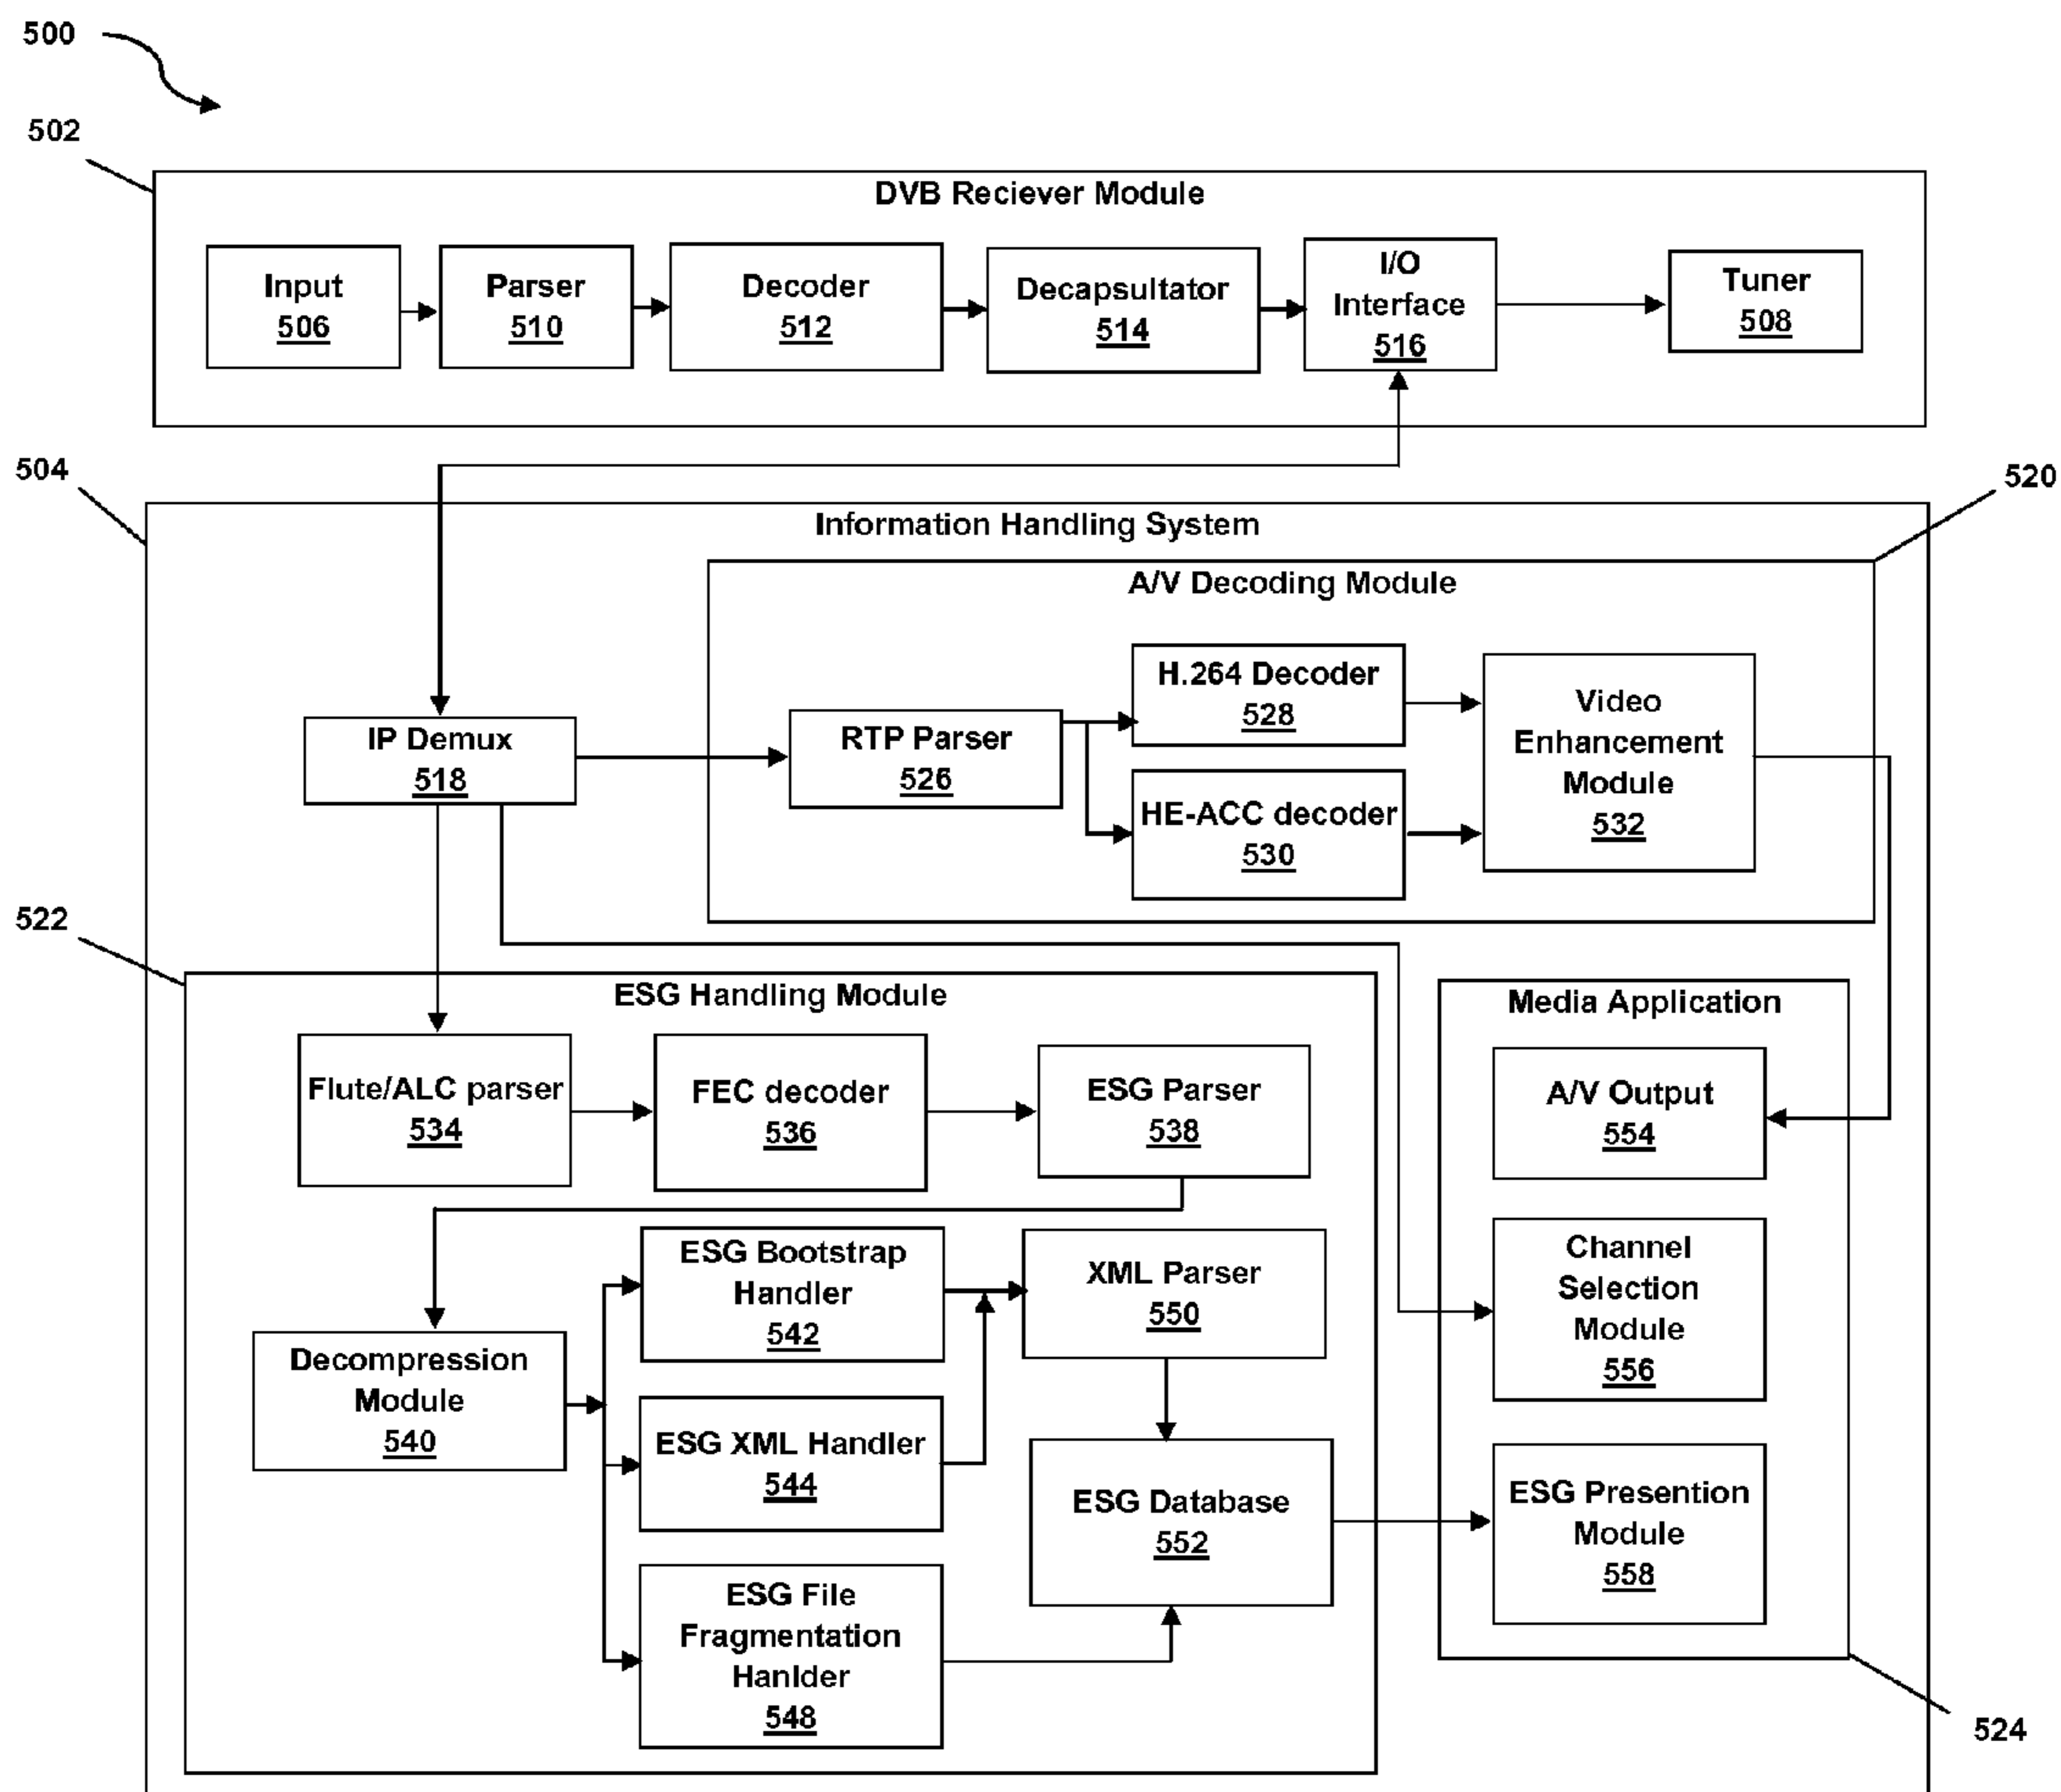 500
502
DVB Reciever Module
Input
506
Parser
510
Decoder
512
Decapsultator
514
I/O
Interface
516
Tuner
508
504
520
Information Handling System
A/V Decoding Module
IP Demux
518
RTP Parser
526
H.264 Decoder
528
HE-ACC decoder
530
Video
Enhancement
Module
532
522
ESG Handling Module
Flute/ALC parser
534
FEC decoder
536
ESG Parser
538
Decompression
Module
540
ESG Bootstrap
Handler
542
ESG XML Handler
544
ESG File
Fragmentation
Hanlder
548
XML Parser
550
ESG Database
552
Media Application
A/V Output
554
Channel
Selection
Module
556
ESG Presention
Module
558
524